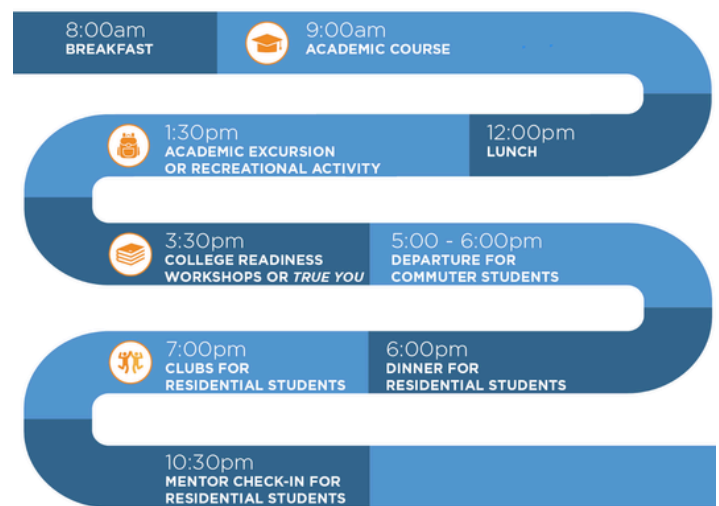 8:00am
BREAKFAST
9:00am
ACADEMIC COURSE
12:00pm
LUNCH
1:30pm
ACADEMIC EXCURSION
OR RECREATIONAL ACTIVITY
3:30pm
COLLEGE READINESS
WORKSHOPS OR TRUE YOU
5:00 - 6:00pm
DEPARTURE FOR
COMMUTER STUDENTS
6:00pm
DINNER FOR
RESIDENTIAL STUDENTS
7:00pm
CLUBS FOR
RESIDENTIAL STUDENTS
10:30pm
MENTOR CHECK-IN FOR
RESIDENTIAL STUDENTS